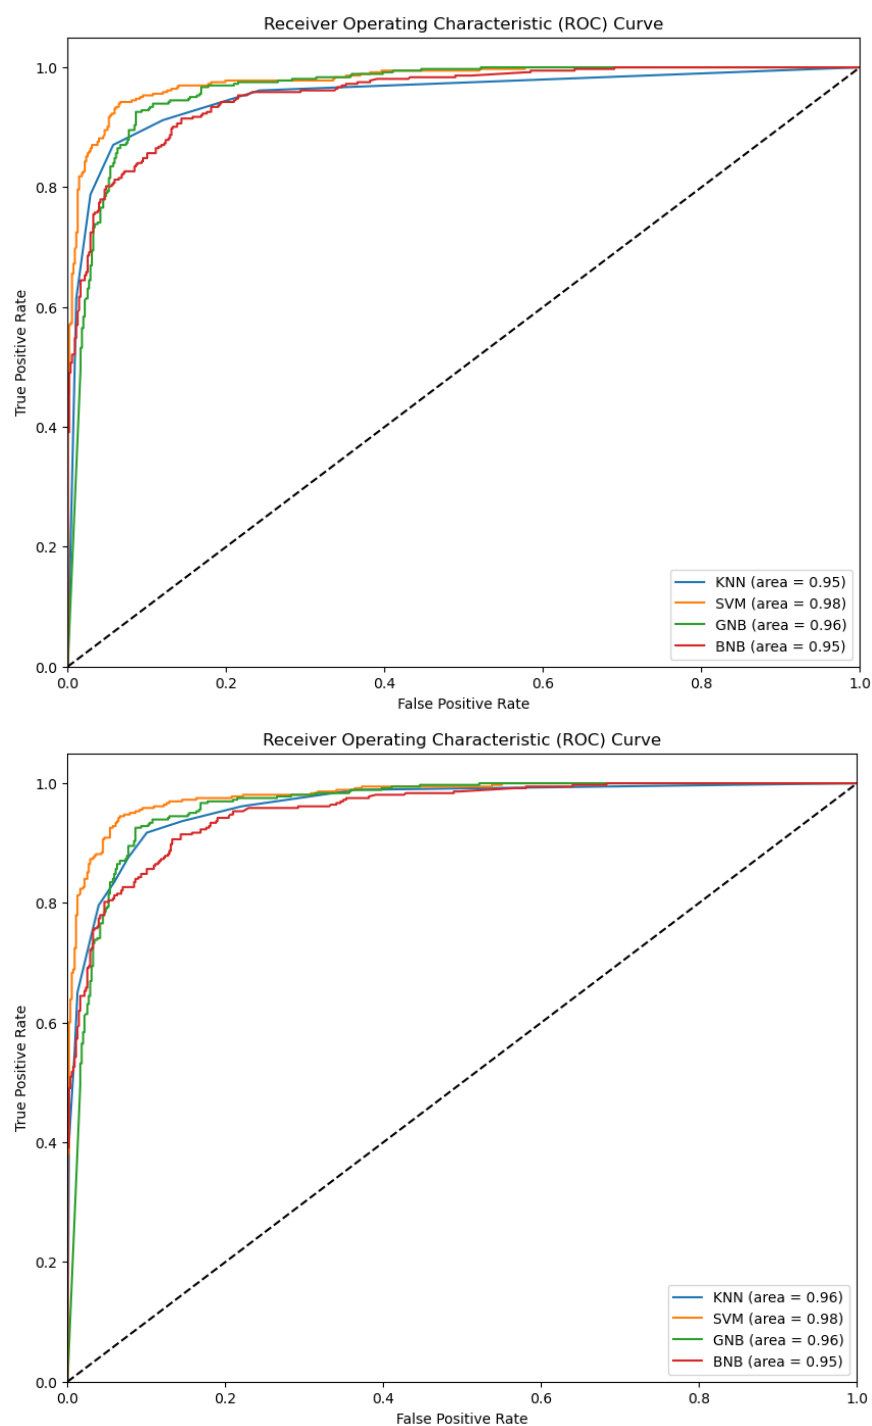 Receiver Operating Characteristic (ROC) Curve
1.0
0.8
0.6
True Positive Rate
0.4
0.2
0.0
KNN (area = 0.95)
SVM (area = 0.98)
GNB (area = 0.96)
BNB (area = 0.95)
0.0 0.2 0.4 0.6 0.8 1.0
False Positive Rate
Receiver Operating Characteristic (ROC) Curve
1.0
0.8
0.6
True Positive Rate
0.4
0.2
0.0
KNN (area = 0.96)
SVM (area = 0.98)
GNB (area = 0.96)
BNB (area = 0.95)
0.0 0.2 0.4 0.6 0.8 1.0
False Positive Rate